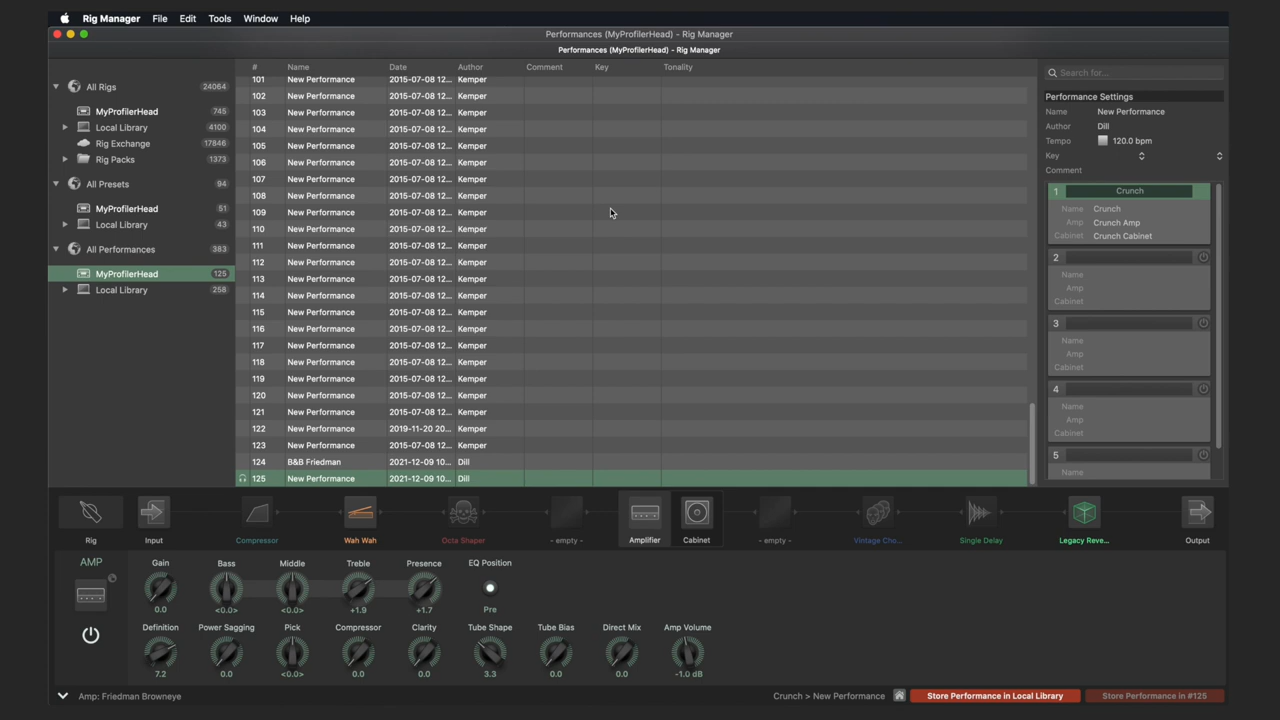 Rig Manager File Edit Tools Window Help
Performances (MyProfilerHead) - Rig Manager
Performances (MyProfilerHead) - Rig Manager
All Rigs 24064
MyProfilerHead 745
Local Library 4100
Rig Exchange 17846
Rig Packs 1373
All Presets 94
MyProfilerHead 51
Local Library 43
All Performances 383
MyProfilerHead 125
Local Library 258
# Name Date Author Comment Key Tonality
101 New Performance 2015-07-08 12... Kemper
102 New Performance 2015-07-08 12... Kemper
103 New Performance 2015-07-08 12... Kemper
104 New Performance 2015-07-08 12... Kemper
105 New Performance 2015-07-08 12... Kemper
106 New Performance 2015-07-08 12... Kemper
107 New Performance 2015-07-08 12... Kemper
108 New Performance 2015-07-08 12... Kemper
109 New Performance 2015-07-08 12... Kemper
110 New Performance 2015-07-08 12... Kemper
111 New Performance 2015-07-08 12... Kemper
112 New Performance 2015-07-08 12... Kemper
113 New Performance 2015-07-08 12... Kemper
114 New Performance 2015-07-08 12... Kemper
115 New Performance 2015-07-08 12... Kemper
116 New Performance 2015-07-08 12... Kemper
117 New Performance 2015-07-08 12... Kemper
118 New Performance 2015-07-08 12... Kemper
119 New Performance 2015-07-08 12... Kemper
120 New Performance 2015-07-08 12... Kemper
121 New Performance 2015-07-08 12... Kemper
122 New Performance 2019-11-20 20... Kemper
123 New Performance 2015-07-08 12... Kemper
124 B&B Friedman 2021-12-09 10... Dill
125 New Performance 2021-12-09 10... Dill
Search for...
Performance Settings
Name New Performance
Author Dill
Tempo 120.0 bpm
Key
Comment
1 Crunch
Name Crunch
Amp Crunch Amp
Cabinet Crunch Cabinet
2
Name
Amp
Cabinet
3
Name
Amp
Cabinet
4
Name
Amp
Cabinet
5
Name
Rig Input Compressor Wah Wah Octa Shaper - empty - Amplifier Cabinet - empty - Vintage Cho... Single Delay Legacy Reve... Output
AMP
Gain Bass Middle Treble Presence EQ Position
0.0 <0.0> <0.0> +1.9 +1.7 Pre
Definition Power Sagging Pick Compressor Clarity Tube Shape Tube Bias Direct Mix Amp Volume
7.2 0.0 <0.0> 0.0 0.0 3.3 0.0 0.0 -1.0 dB
Amp: Friedman Browneye
Crunch > New Performance Store Performance in Local Library Store Performance in #125